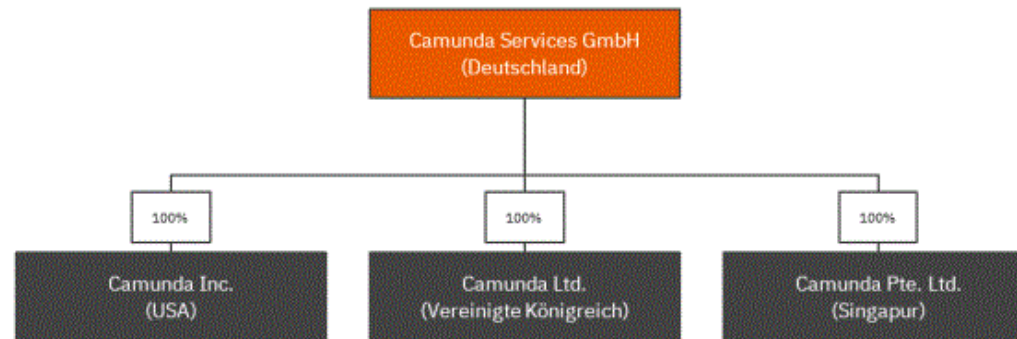 Camunda Services GmbH
(Deutschland)
100%
100%
100%
Camunda Inc.
(USA)
Camunda Ltd.
(Vereinigte Königreich)
Camunda Pte. Ltd.
(Singapur)